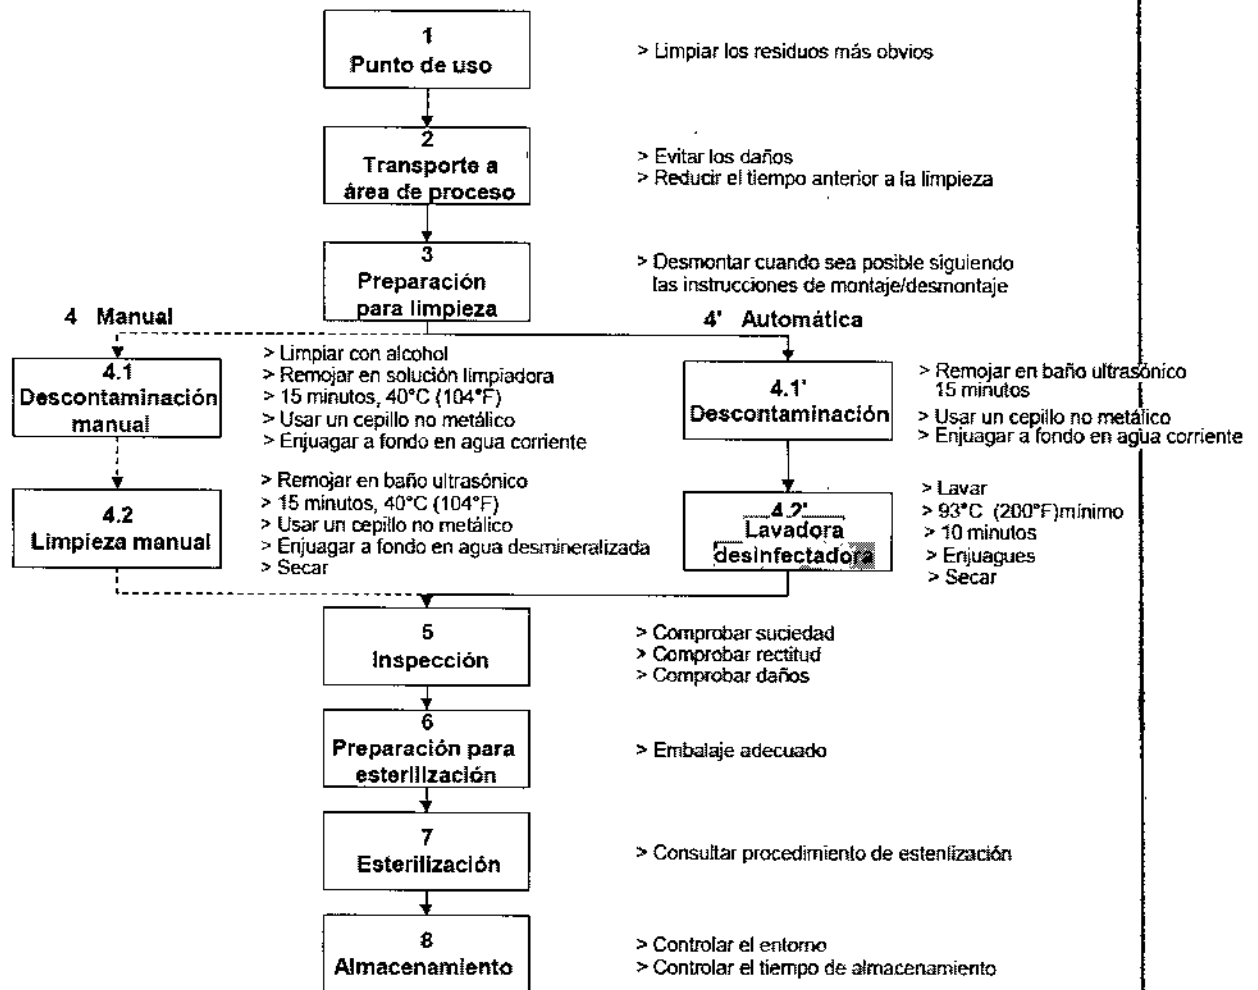 1
Punto de uso
> Limpiar los residuos más obvios
2
Transporte a
área de proceso
> Evitar los daños
> Reducir el tiempo anterior a la limpieza
3
Preparación
para limpieza
> Desmontar cuando sea posible siguiendo
las instrucciones de montaje/desmontaje
4 Manual
4' Automática
4.1
Descontaminación
manual
> Limpiar con alcohol
> Remojar en solución limpiadora
> 15 minutos, 40°C (104°F)
> Usar un cepillo no metálico
> Enjuagar a fondo en agua corriente
4.1'
Descontaminación
> Remojar en baño ultrasónico
15 minutos
> Usar un cepillo no metálico
> Enjuagar a fondo en agua corriente
4.2
Limpieza manual
> Remojar en baño ultrasónico
> 15 minutos, 40°C (104°F)
> Usar un cepillo no metálico
> Enjuagar a fondo en agua desmineralizada
> Secar
4.2'
Lavadora
desinfectadora
> Lavar
> 93°C (200°F)mínimo
> 10 minutos
> Enjuagues
> Secar
5
Inspección
> Comprobar suciedad
> Comprobar rectitud
> Comprobar daños
6
Preparación para
esterilización
> Embalaje adecuado
7
Esterilización
> Consultar procedimiento de esterilización
8
Almacenamiento
> Controlar el entorno
> Controlar el tiempo de almacenamiento